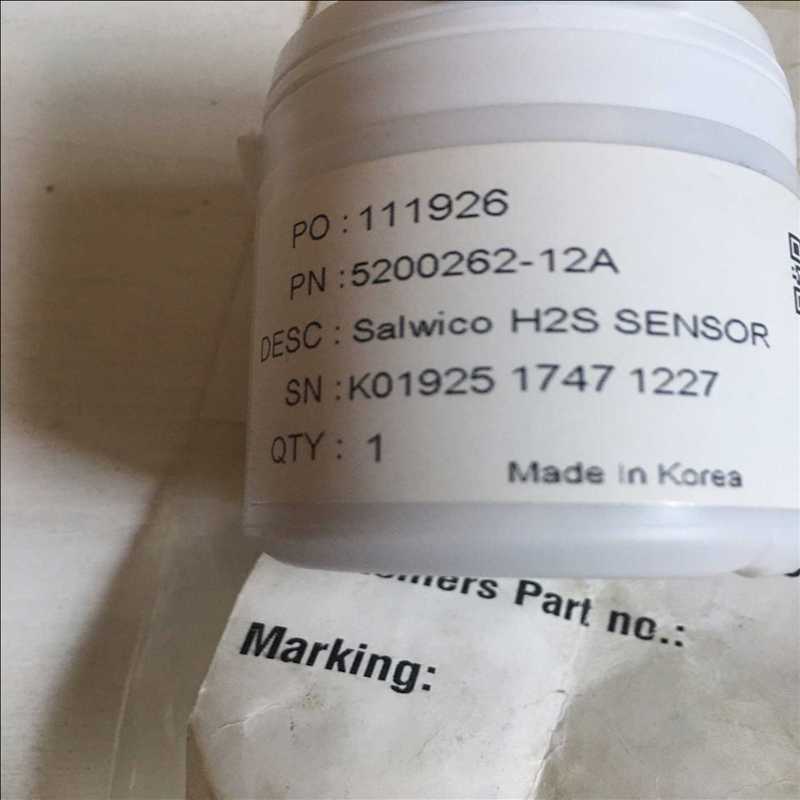 PO : 111926
PN : 5200262-12A
DESC : Salwico H2S SENSOR
SN : K01925 1747 1227
QTY : 1
Made In Korea
Part no.:
Marking: